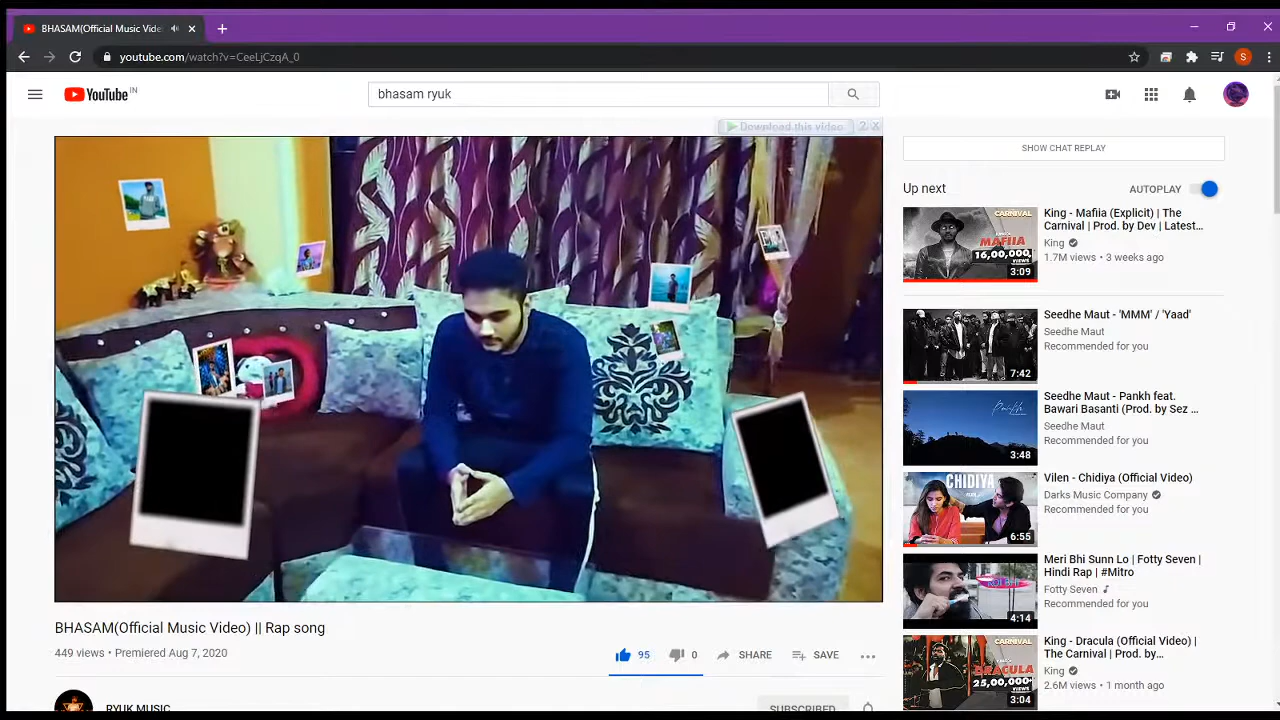 BHASAM(Official Music Vide
youtube.com/watch?v=CeeLjCzqA_0
S
YouTube IN
bhasam ryuk
Download this video ? X
SHOW CHAT REPLAY
Up next
AUTOPLAY
CARNIVAL
MAFIIA
16,00,000
VIEWS
3:09
King - Mafiia (Explicit) | The
Carnival | Prod. by Dev | Latest...
King
1.7M views • 3 weeks ago
7:42
Seedhe Maut - 'MMM' / 'Yaad'
Seedhe Maut
Recommended for you
3:48
Seedhe Maut - Pankh feat.
Bawari Basanti (Prod. by Sez ...
Seedhe Maut
Recommended for you
CHIDIYA
6:55
Vilen - Chidiya (Official Video)
Darks Music Company
Recommended for you
4:14
Meri Bhi Sunn Lo | Fotty Seven |
Hindi Rap | #Mitro
Fotty Seven
Recommended for you
CARNIVAL
DRACULA
25,00,000
3:04
King - Dracula (Official Video) |
The Carnival | Prod. by...
King
2.6M views • 1 month ago
BHASAM(Official Music Video) || Rap song
449 views • Premiered Aug 7, 2020
95
0
SHARE
SAVE
RYUK MUSIC
SUBSCRIBED